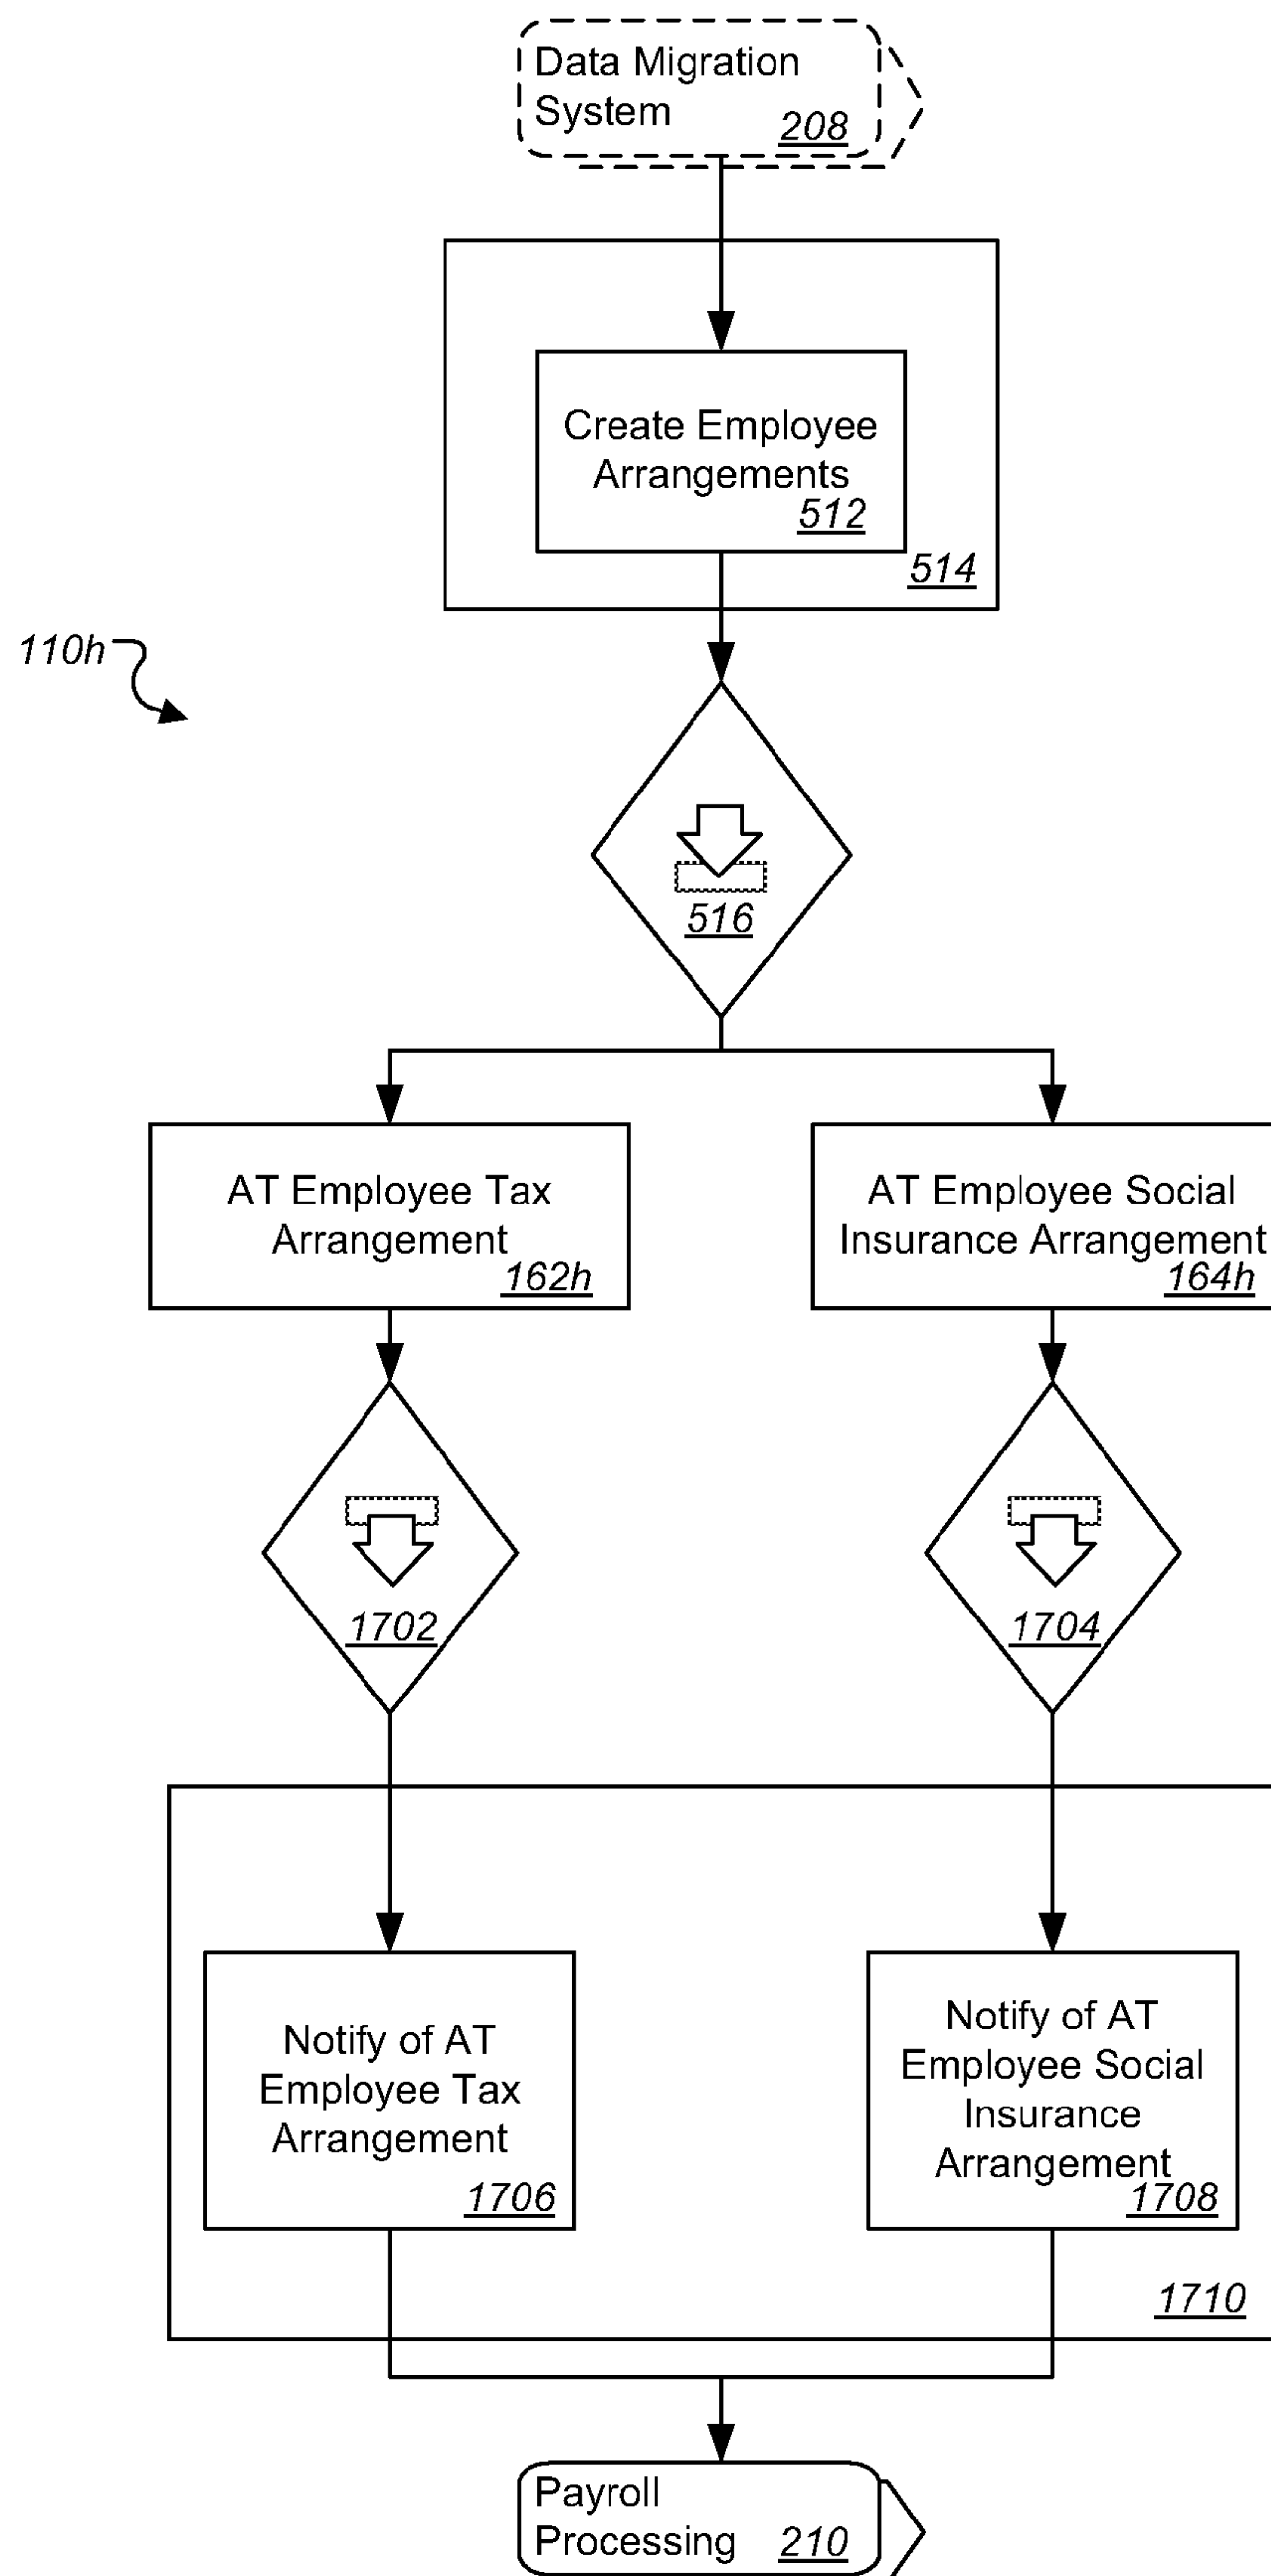 Data Migration
System 208
Create Employee
Arrangements
512
514
110h
516
AT Employee Tax
Arrangement
162h
AT Employee Social
Insurance Arrangement
164h
1702
1704
Notify of AT
Employee Tax
Arrangement
1706
Notify of AT
Employee Social
Insurance
Arrangement
1708
1710
Payroll
Processing 210